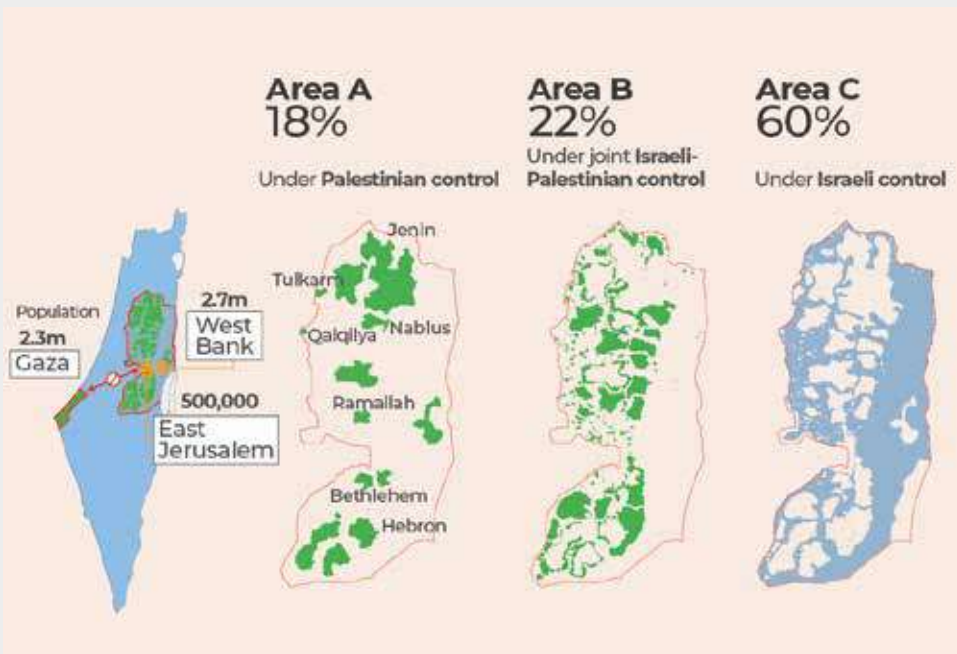 Area A
18%
Under Palestinian control
Area B
22%
Under joint Israeli-
Palestinian control
Area C
60%
Under Israeli control
Population
2.3m
Gaza
2.7m
West
Bank
500,000
East
Jerusalem
Jenin
Tulkarm
Qalqilya
Nablus
Ramallah
Bethlehem
Hebron